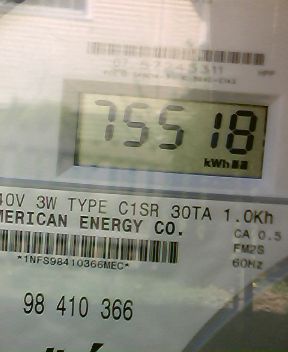 75518
kWh
40V 3W TYPE C1SR 30TA 1.0Kh
MERICAN ENERGY CO.
CA 0.5
FM2S
60Hz
*1NFS98410366MEC*
98 410 366